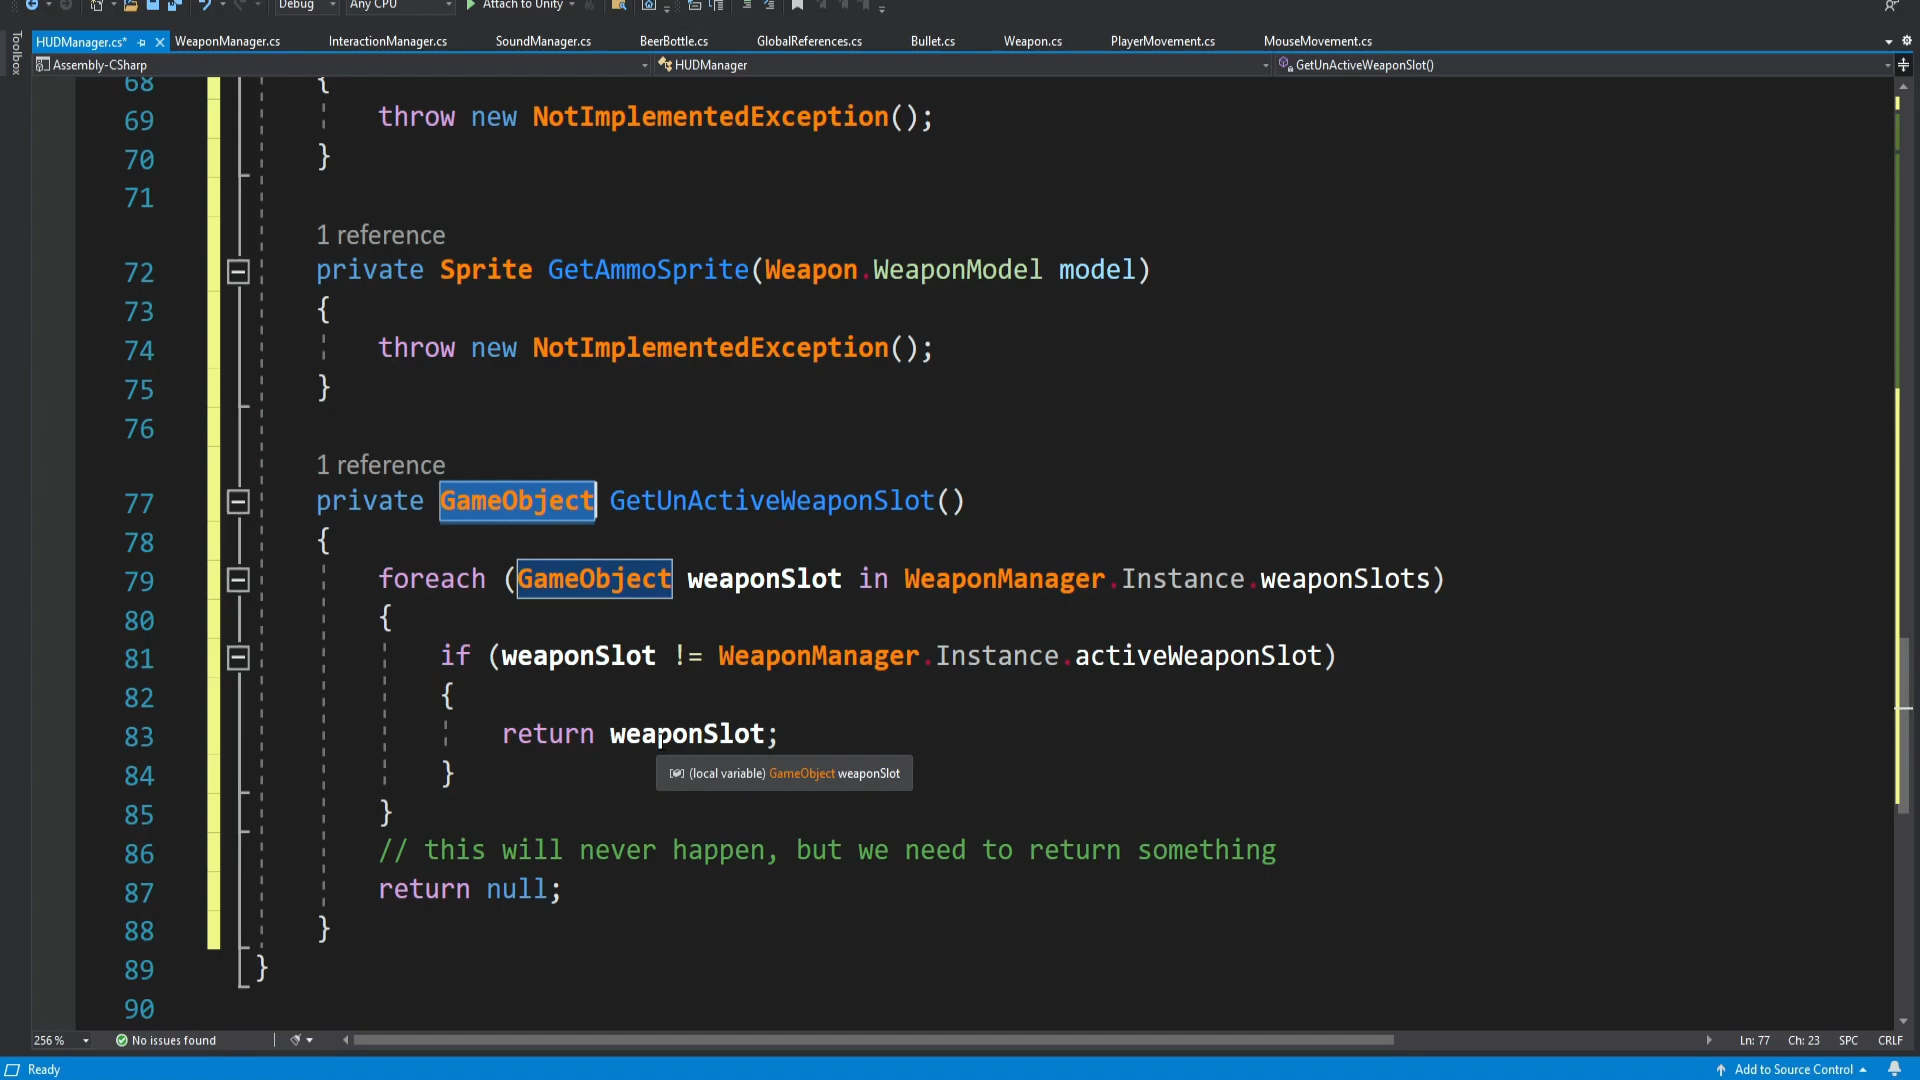 Debug Any CPU Attach to Unity
HUDManager.cs* WeaponManager.cs InteractionManager.cs SoundManager.cs BeerBottle.cs GlobalReferences.cs Bullet.cs Weapon.cs PlayerMovement.cs MouseMovement.cs
Toolbox
Assembly-CSharp HUDManager GetUnActiveWeaponSlot()
68 {
69 throw new NotImplementedException();
70 }
71
1 reference
72 private Sprite GetAmmoSprite(Weapon.WeaponModel model)
73 {
74 throw new NotImplementedException();
75 }
76
1 reference
77 private GameObject GetUnActiveWeaponSlot()
78 {
79 foreach (GameObject weaponSlot in WeaponManager.Instance.weaponSlots)
80 {
81 if (weaponSlot != WeaponManager.Instance.activeWeaponSlot)
82 {
83 return weaponSlot;
(local variable) GameObject weaponSlot
84 }
85 }
86 // this will never happen, but we need to return something
87 return null;
88 }
89 }
90
256 % No issues found Ln: 77 Ch: 23 SPC CRLF
Ready Add to Source Control